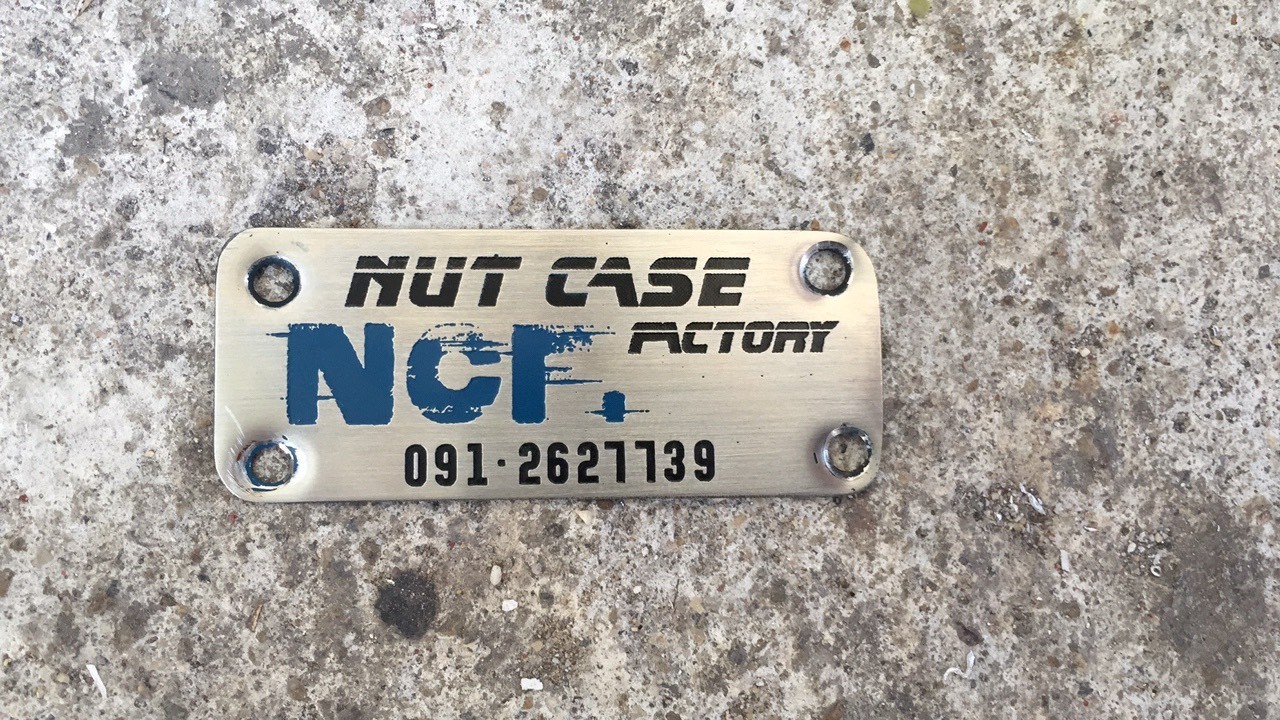 NUT CASE
FACTORY
NCF.
091·2627739